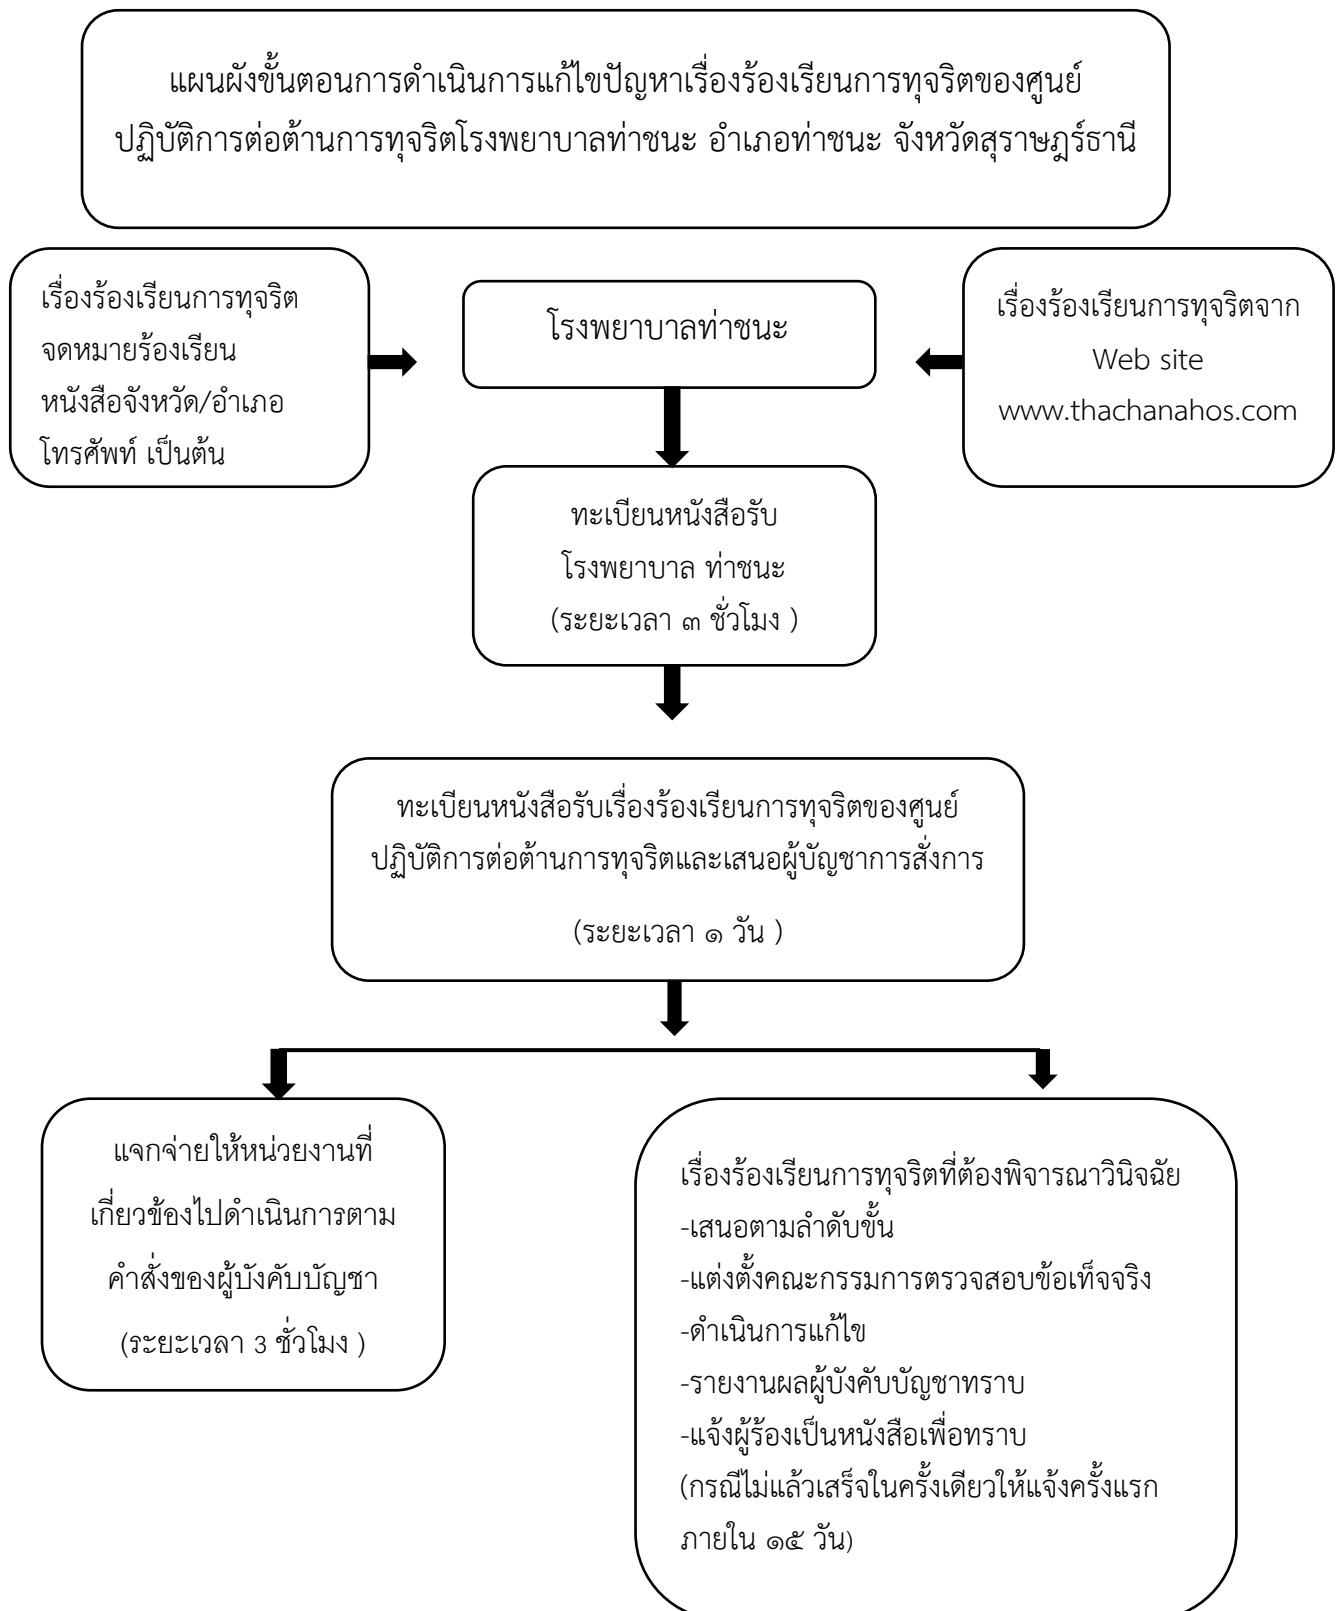 แผนผังขั้นตอนการดำเนินการแก้ไขปัญหาเรื่องร้องเรียนการทุจริตของศูนย์
ปฏิบัติการต่อต้านการทุจริตโรงพยาบาลท่าชนะ อำเภอท่าชนะ จังหวัดสุราษฎร์ธานี
เรื่องร้องเรียนการทุจริต
จดหมายร้องเรียน
หนังสือจังหวัด/อำเภอ
โทรศัพท์ เป็นต้น
โรงพยาบาลท่าชนะ
เรื่องร้องเรียนการทุจริตจาก
Web site
www.thachanahos.com
ทะเบียนหนังสือรับ
โรงพยาบาล ท่าชนะ
(ระยะเวลา ๓ ชั่วโมง )
ทะเบียนหนังสือรับเรื่องร้องเรียนการทุจริตของศูนย์
ปฏิบัติการต่อต้านการทุจริตและเสนอผู้บัญชาการสั่งการ
(ระยะเวลา ๑ วัน )
แจกจ่ายให้หน่วยงานที่
เกี่ยวข้องไปดำเนินการตาม
คำสั่งของผู้บังคับบัญชา
(ระยะเวลา 3 ชั่วโมง )
เรื่องร้องเรียนการทุจริตที่ต้องพิจารณาวินิจฉัย
-เสนอตามลำดับขั้น
-แต่งตั้งคณะกรรมการตรวจสอบข้อเท็จจริง
-ดำเนินการแก้ไข
-รายงานผลผู้บังคับบัญชาทราบ
-แจ้งผู้ร้องเป็นหนังสือเพื่อทราบ
(กรณีไม่แล้วเสร็จในครั้งเดียวให้แจ้งครั้งแรก
ภายใน ๑๕ วัน)